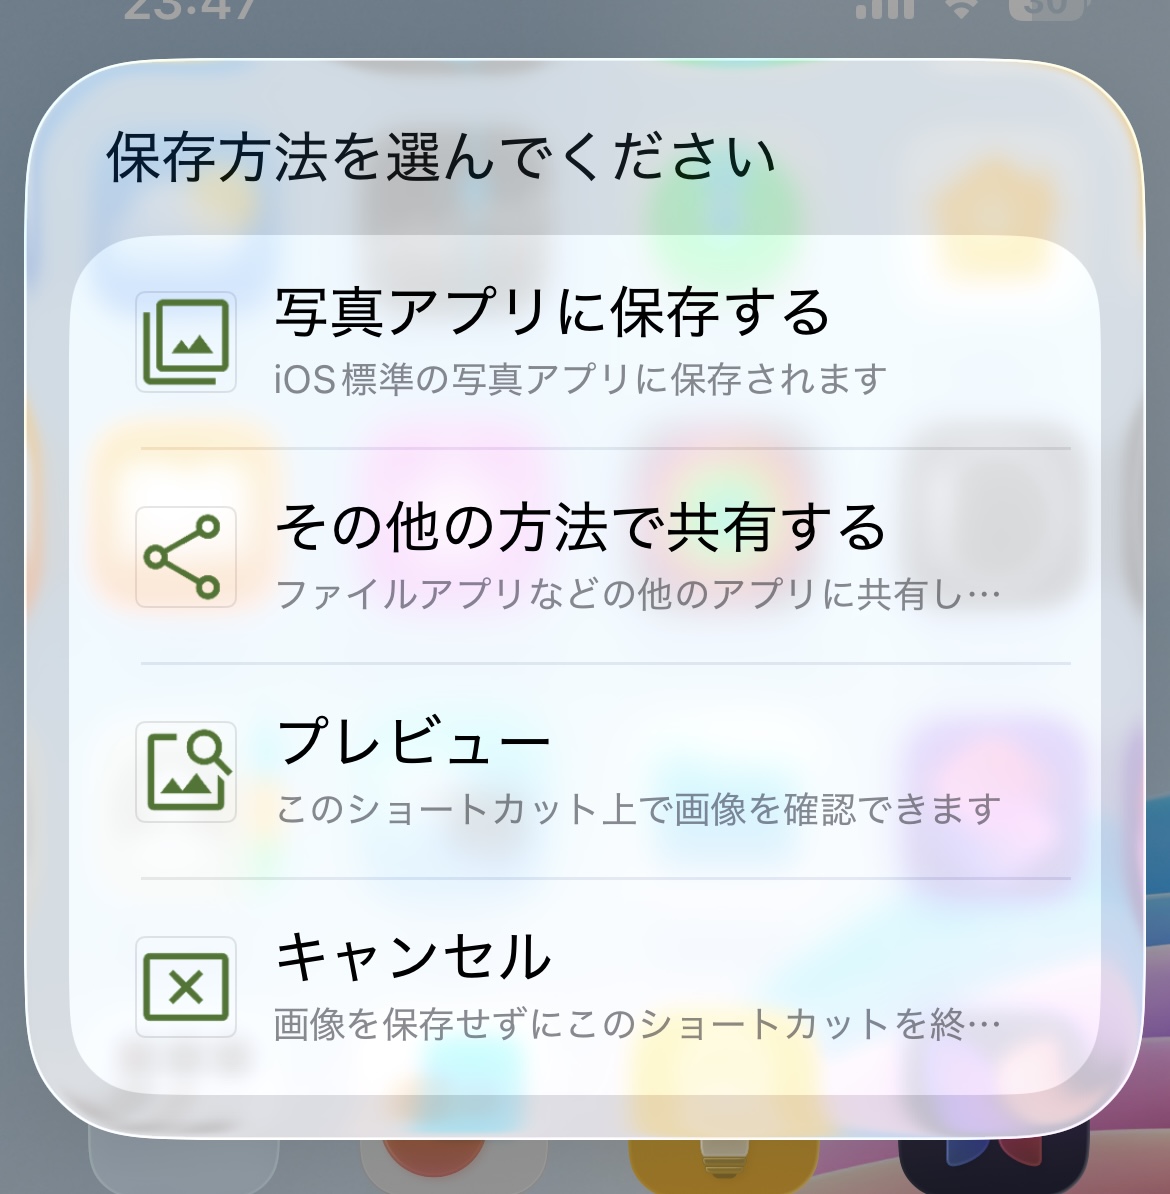 23:47
30
保存方法を選んでください
写真アプリに保存する
iOS標準の写真アプリに保存されます
その他の方法で共有する
ファイルアプリなどの他のアプリに共有し…
プレビュー
このショートカット上で画像を確認できます
キャンセル
画像を保存せずにこのショートカットを終…